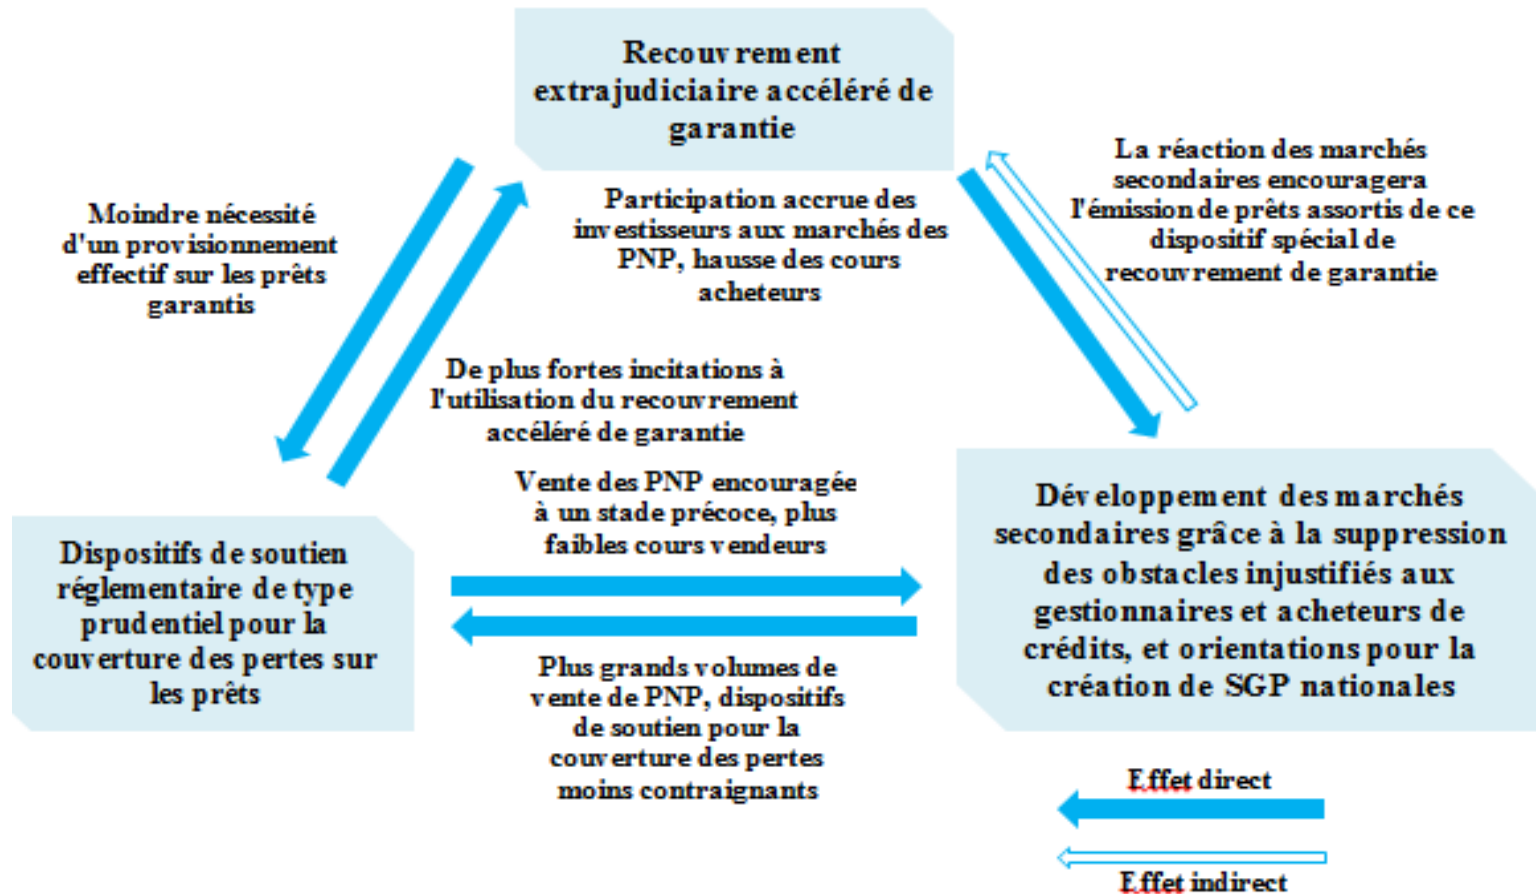 Recouvrement
extrajudiciaire accéléré de
garantie
La réaction des marchés
secondaires encouragera
l'émission de prêts assortis de ce
dispositif spécial de
recouvrement de garantie
Moindre nécessité
d'un provisionnement
effectif sur les prêts
garantis
Participation accrue des
investisseurs aux marchés des
PNP, hausse des cours
acheteurs
De plus fortes incitations à
l'utilisation du recouvrement
accéléré de garantie
Vente des PNP encouragée
à un stade précoce, plus
faibles cours vendeurs
Dispositifs de soutien
réglementaire de type
prudentiel pour la
couverture des pertes sur
les prêts
Développement des marchés
secondaires grâce à la suppression
des obstacles injustifiés aux
gestionnaires et acheteurs de
crédits, et orientations pour la
création de SGP nationales
Plus grands volumes de
vente de PNP, dispositifs
de soutien pour la
couverture des pertes
moins contraignants
Effet direct
Effet indirect